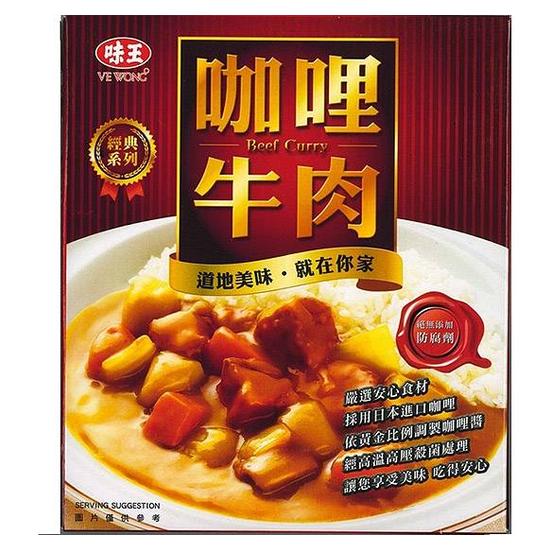 味王
VE WONG
經典
系列
咖哩
Beef Curry
牛肉
道地美味・就在你家
絕無添加
防腐劑
嚴選安心食材
採用日本進口咖哩
依黃金比例調製咖哩醬
經高溫高壓殺菌處理
讓您享受美味 吃得安心
SERVING SUGGESTION
圖片僅供參考